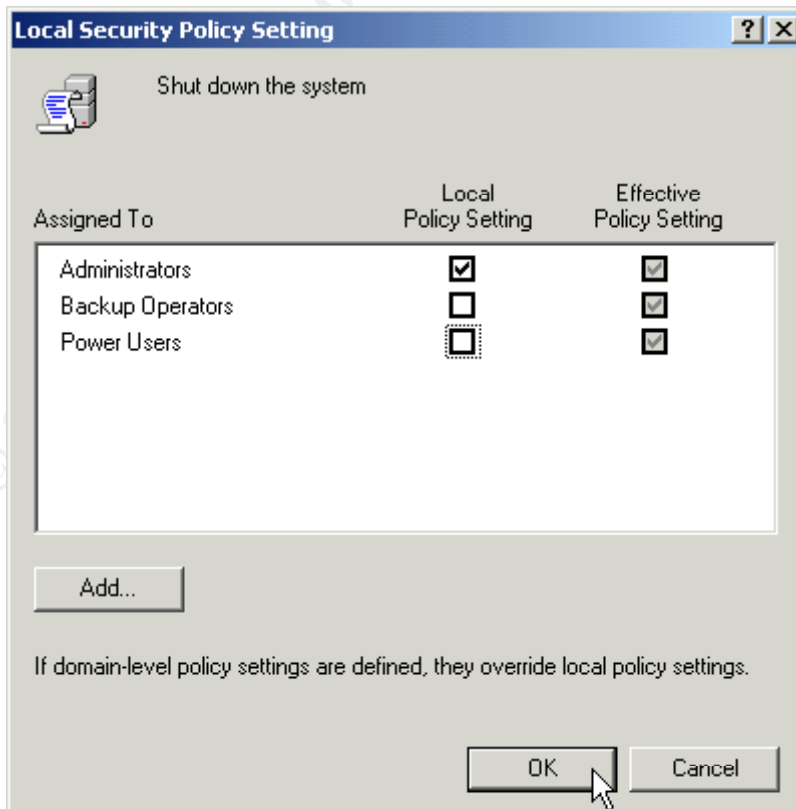 Local Security Policy Setting
Shut down the system
Local Effective
Assigned To Policy Setting Policy Setting
Administrators
Backup Operators
Power Users
Add...
If domain-level policy settings are defined, they override local policy settings.
OK Cancel